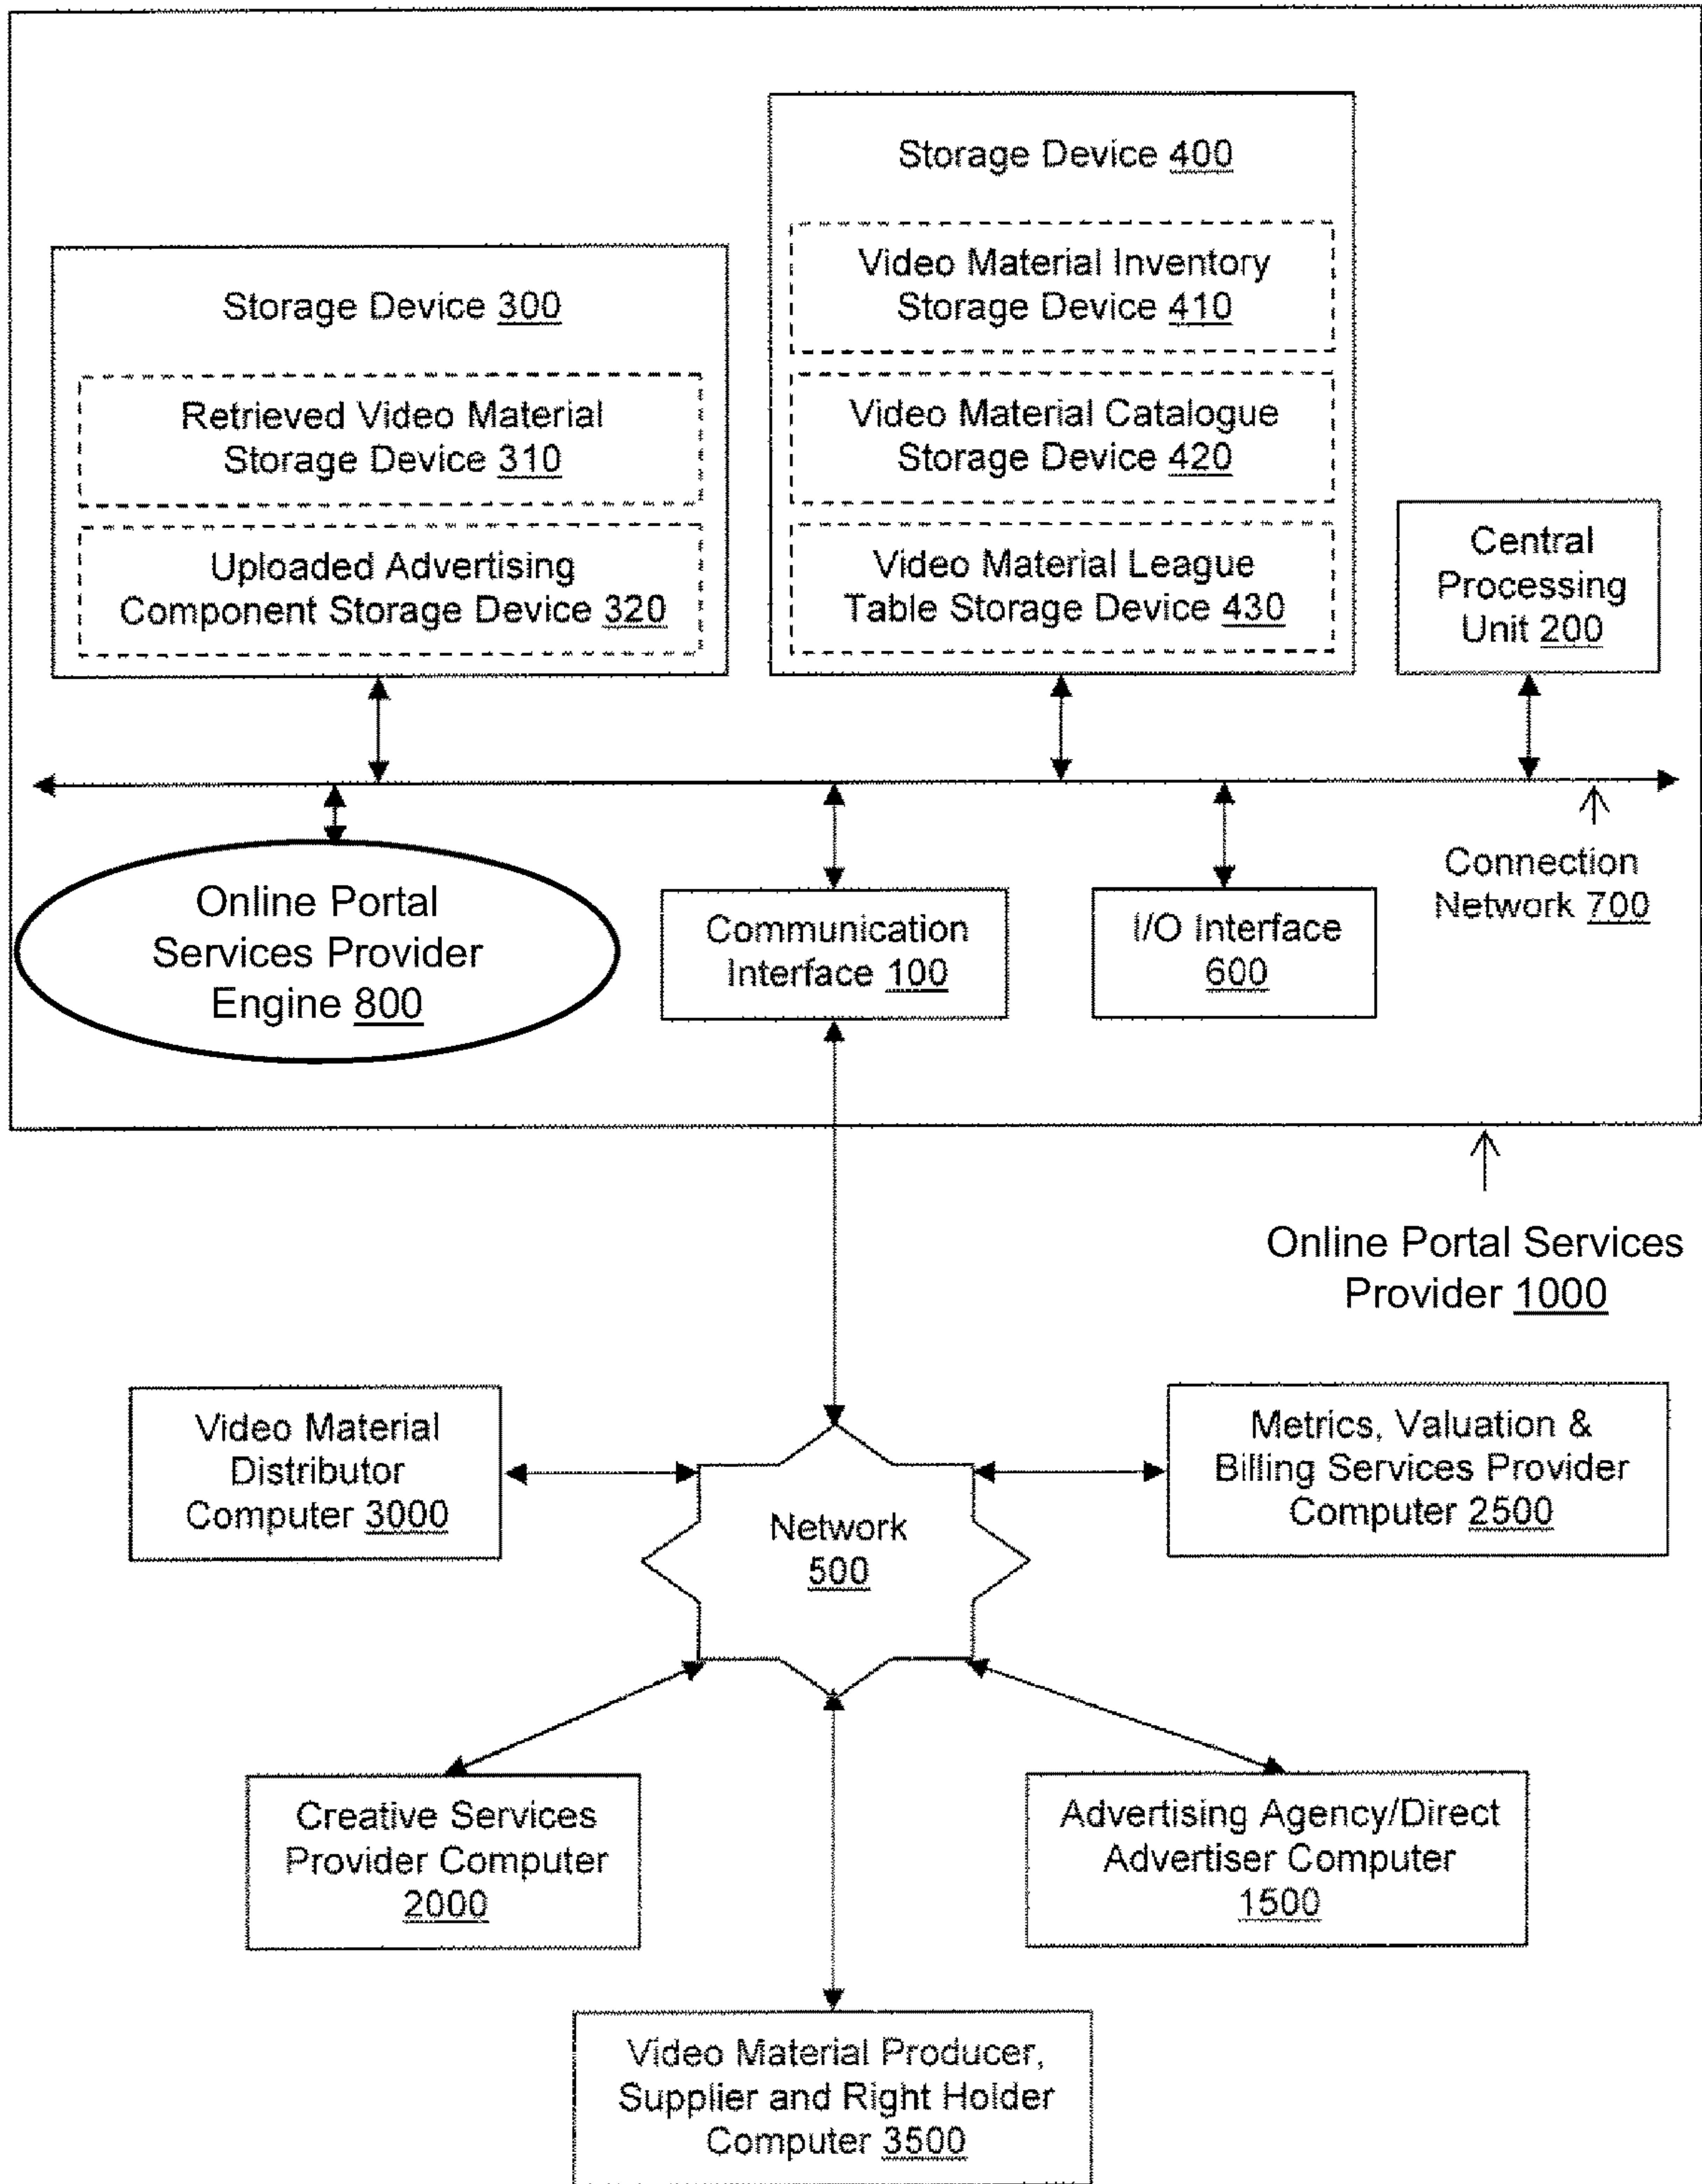 Storage Device 400
Video Material Inventory
Storage Device 410
Video Material Catalogue
Storage Device 420
Video Material League
Table Storage Device 430
Storage Device 300
Retrieved Video Material
Storage Device 310
Uploaded Advertising
Component Storage Device 320
Central
Processing
Unit 200
Online Portal
Services Provider
Engine 800
Communication
Interface 100
I/O Interface
600
Connection
Network 700
Online Portal Services
Provider 1000
Video Material
Distributor
Computer 3000
Network
500
Metrics, Valuation &
Billing Services Provider
Computer 2500
Creative Services
Provider Computer
2000
Advertising Agency/Direct
Advertiser Computer
1500
Video Material Producer,
Supplier and Right Holder
Computer 3500